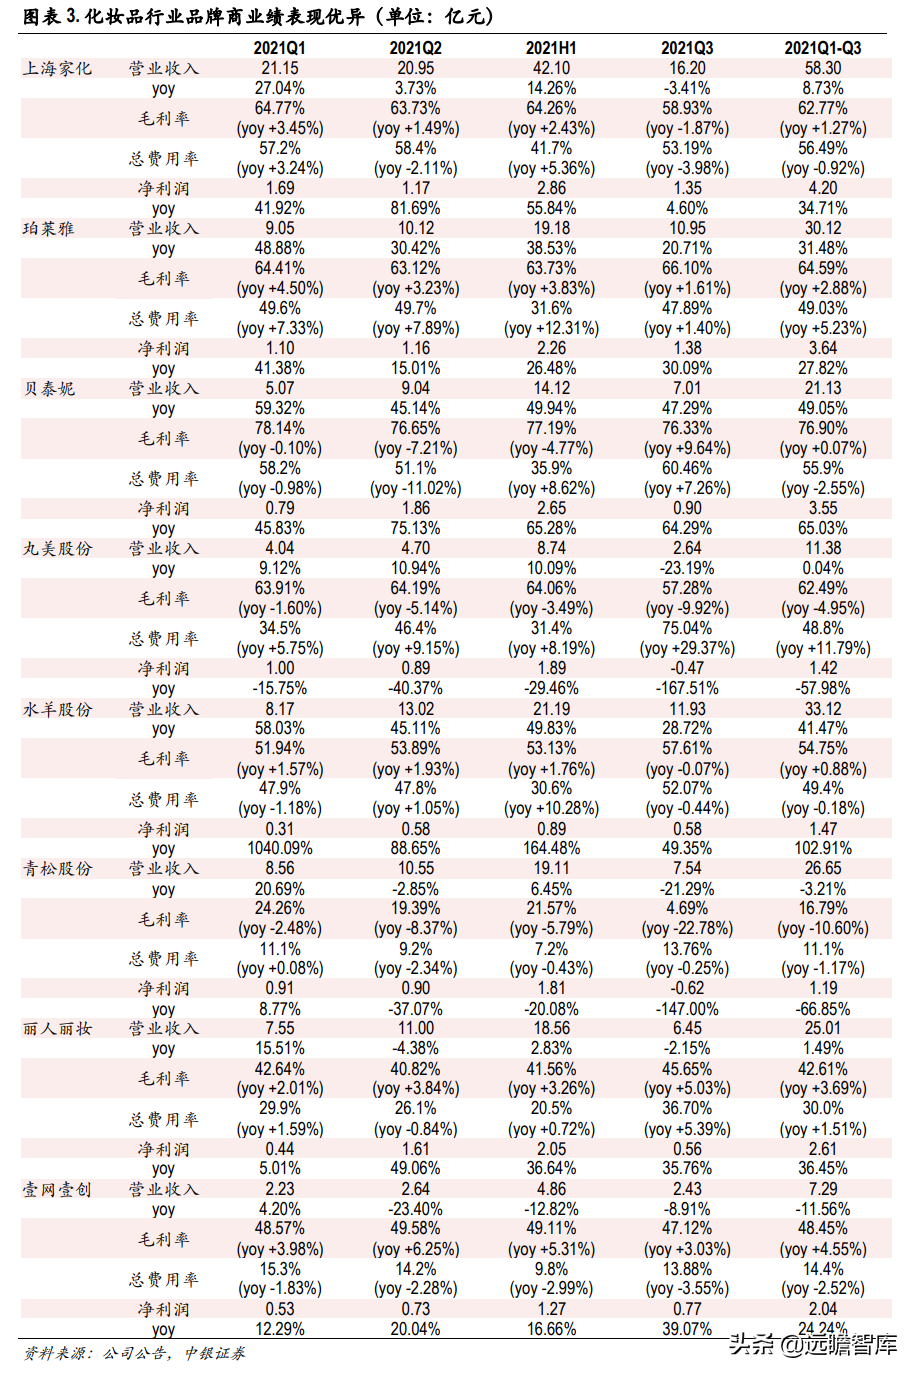 图表 3. 化妆品行业品牌商业绩表现优异（单位：亿元）
2021Q1 2021Q2 2021H1 2021Q3 2021Q1-Q3
上海家化 营业收入 21.15 20.95 42.10 16.20 58.30
yoy 27.04% 3.73% 14.26% -3.41% 8.73%
毛利率 64.77% 63.73% 64.26% 58.93% 62.77%
(yoy +3.45%) (yoy +1.49%) (yoy +2.43%) (yoy -1.87%) (yoy +1.27%)
总费用率 57.2% 58.4% 41.7% 53.19% 56.49%
(yoy +3.24%) (yoy -2.11%) (yoy +5.36%) (yoy -3.98%) (yoy -0.92%)
净利润 1.69 1.17 2.86 1.35 4.20
yoy 41.92% 81.69% 55.84% 4.60% 34.71%
珀莱雅 营业收入 9.05 10.12 19.18 10.95 30.12
yoy 48.88% 30.42% 38.53% 20.71% 31.48%
毛利率 64.41% 63.12% 63.73% 66.10% 64.59%
(yoy +4.50%) (yoy +3.23%) (yoy +3.83%) (yoy +1.61%) (yoy +2.88%)
总费用率 49.6% 49.7% 31.6% 47.89% 49.03%
(yoy +7.33%) (yoy +7.89%) (yoy +12.31%) (yoy +1.40%) (yoy +5.23%)
净利润 1.10 1.16 2.26 1.38 3.64
yoy 41.38% 15.01% 26.48% 30.09% 27.82%
贝泰妮 营业收入 5.07 9.04 14.12 7.01 21.13
yoy 59.32% 45.14% 49.94% 47.29% 49.05%
毛利率 78.14% 76.65% 77.19% 76.33% 76.90%
(yoy -0.10%) (yoy -7.21%) (yoy -4.77%) (yoy +9.64%) (yoy +0.07%)
总费用率 58.2% 51.1% 35.9% 60.46% 55.9%
(yoy -0.98%) (yoy -11.02%) (yoy +8.62%) (yoy +7.26%) (yoy -2.55%)
净利润 0.79 1.86 2.65 0.90 3.55
yoy 45.83% 75.13% 65.28% 64.29% 65.03%
丸美股份 营业收入 4.04 4.70 8.74 2.64 11.38
yoy 9.12% 10.94% 10.09% -23.19% 0.04%
毛利率 63.91% 64.19% 64.06% 57.28% 62.49%
(yoy -1.60%) (yoy -5.14%) (yoy -3.49%) (yoy -9.92%) (yoy -4.95%)
总费用率 34.5% 46.4% 31.4% 75.04% 48.8%
(yoy +5.75%) (yoy +9.15%) (yoy +8.19%) (yoy +29.37%) (yoy +11.79%)
净利润 1.00 0.89 1.89 -0.47 1.42
yoy -15.75% -40.37% -29.46% -167.51% -57.98%
水羊股份 营业收入 8.17 13.02 21.19 11.93 33.12
yoy 58.03% 45.11% 49.83% 28.72% 41.47%
毛利率 51.94% 53.89% 53.13% 57.61% 54.75%
(yoy +1.57%) (yoy +1.93%) (yoy +1.76%) (yoy -0.07%) (yoy +0.88%)
总费用率 47.9% 47.8% 30.6% 52.07% 49.4%
(yoy -1.18%) (yoy +1.05%) (yoy +10.28%) (yoy -0.44%) (yoy -0.18%)
净利润 0.31 0.58 0.89 0.58 1.47
yoy 1040.09% 88.65% 164.48% 49.35% 102.91%
青松股份 营业收入 8.56 10.55 19.11 7.54 26.65
yoy 20.69% -2.85% 6.45% -21.29% -3.21%
毛利率 24.26% 19.39% 21.57% 4.69% 16.79%
(yoy -2.48%) (yoy -8.37%) (yoy -5.79%) (yoy -22.78%) (yoy -10.60%)
总费用率 11.1% 9.2% 7.2% 13.76% 11.1%
(yoy +0.08%) (yoy -2.34%) (yoy -0.43%) (yoy -0.25%) (yoy -1.17%)
净利润 0.91 0.90 1.81 -0.62 1.19
yoy 8.77% -37.07% -20.08% -147.00% -66.85%
丽人丽妆 营业收入 7.55 11.00 18.56 6.45 25.01
yoy 15.51% -4.38% 2.83% -2.15% 1.49%
毛利率 42.64% 40.82% 41.56% 45.65% 42.61%
(yoy +2.01%) (yoy +3.84%) (yoy +3.26%) (yoy +5.03%) (yoy +3.69%)
总费用率 29.9% 26.1% 20.5% 36.70% 30.0%
(yoy +1.59%) (yoy -0.84%) (yoy +0.72%) (yoy +5.39%) (yoy +1.51%)
净利润 0.44 1.61 2.05 0.56 2.61
yoy 5.01% 49.06% 36.64% 35.76% 36.45%
壹网壹创 营业收入 2.23 2.64 4.86 2.43 7.29
yoy 4.20% -23.40% -12.82% -8.91% -11.56%
毛利率 48.57% 49.58% 49.11% 47.12% 48.45%
(yoy +3.98%) (yoy +6.25%) (yoy +5.31%) (yoy +3.03%) (yoy +4.55%)
总费用率 15.3% 14.2% 9.8% 13.88% 14.4%
(yoy -1.83%) (yoy -2.28%) (yoy -2.99%) (yoy -3.55%) (yoy -2.52%)
净利润 0.53 0.73 1.27 0.77 2.04
yoy 12.29% 20.04% 16.66% 39.07% 24.24%
资料来源：公司公告，中银证券
头条 @远瞻智库